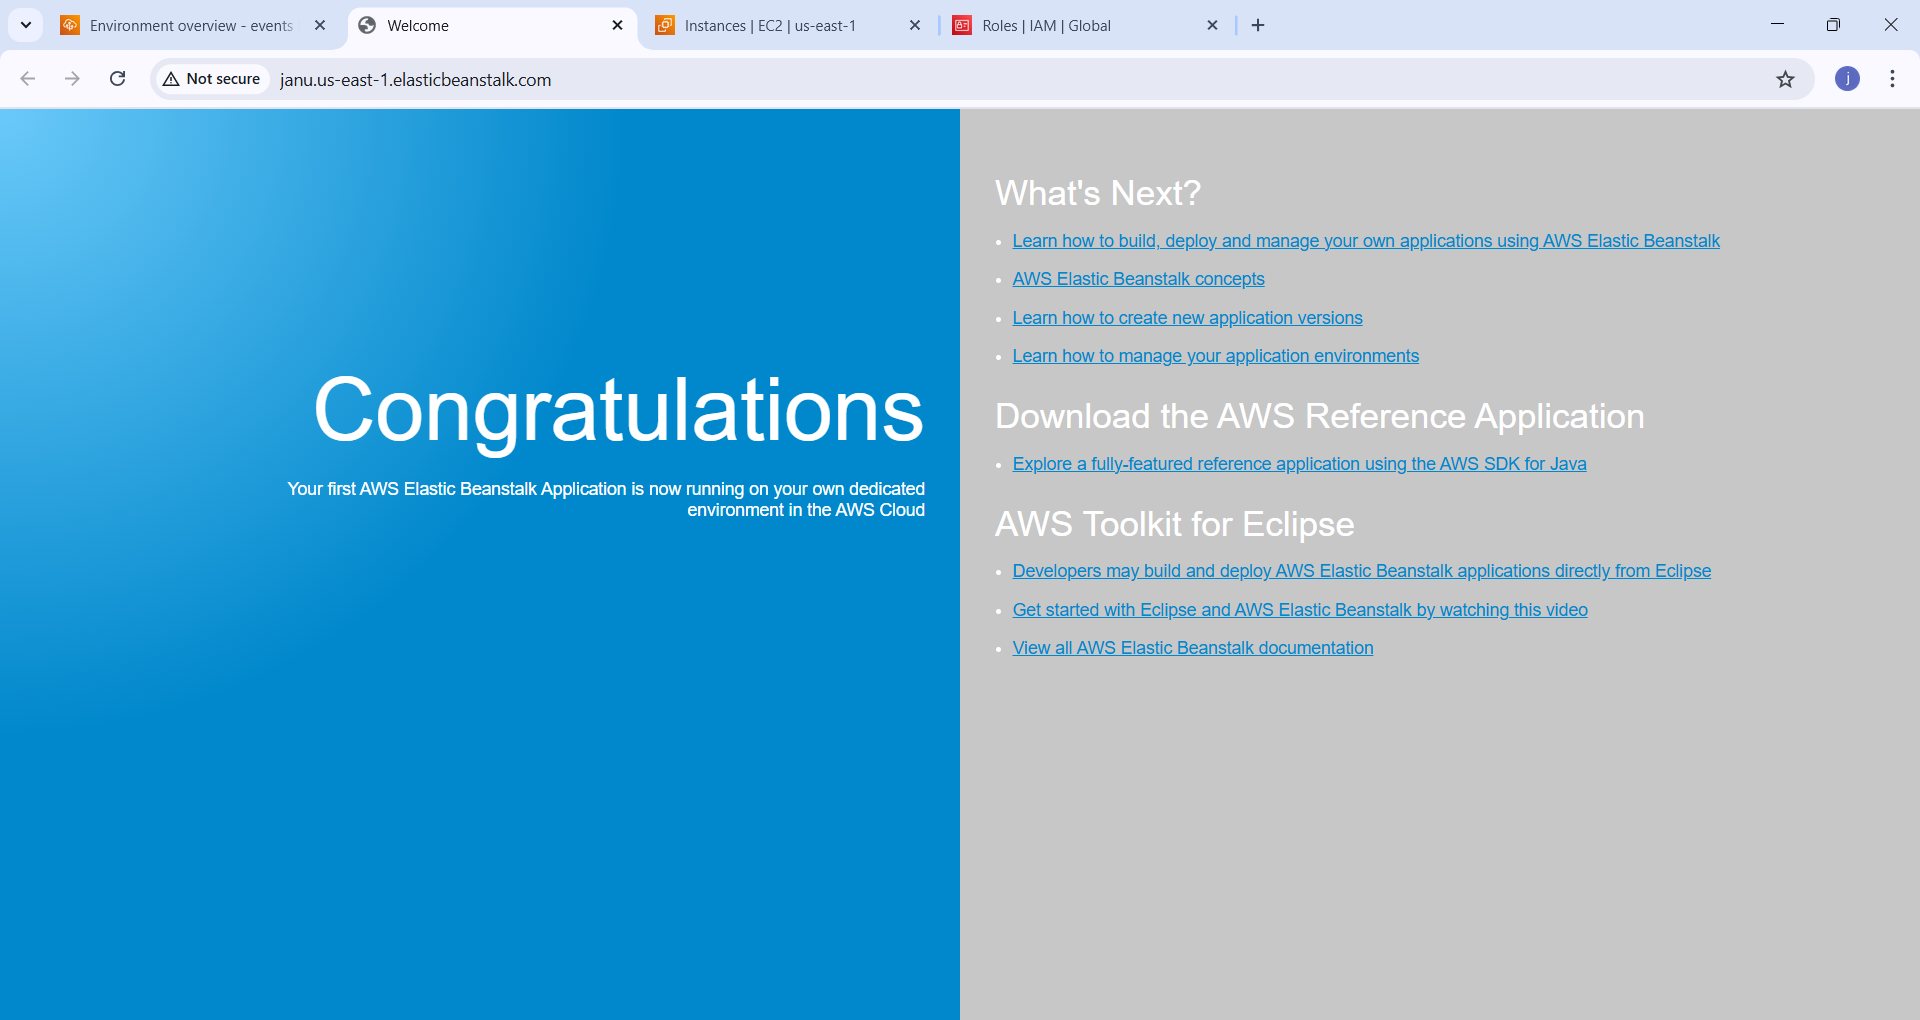 Environment overview - events
Welcome
Instances | EC2 | us-east-1
Roles | IAM | Global
Not secure
janu.us-east-1.elasticbeanstalk.com
j
Congratulations
Your first AWS Elastic Beanstalk Application is now running on your own dedicated
environment in the AWS Cloud
What's Next?
Learn how to build, deploy and manage your own applications using AWS Elastic Beanstalk
AWS Elastic Beanstalk concepts
Learn how to create new application versions
Learn how to manage your application environments
Download the AWS Reference Application
Explore a fully-featured reference application using the AWS SDK for Java
AWS Toolkit for Eclipse
Developers may build and deploy AWS Elastic Beanstalk applications directly from Eclipse
Get started with Eclipse and AWS Elastic Beanstalk by watching this video
View all AWS Elastic Beanstalk documentation